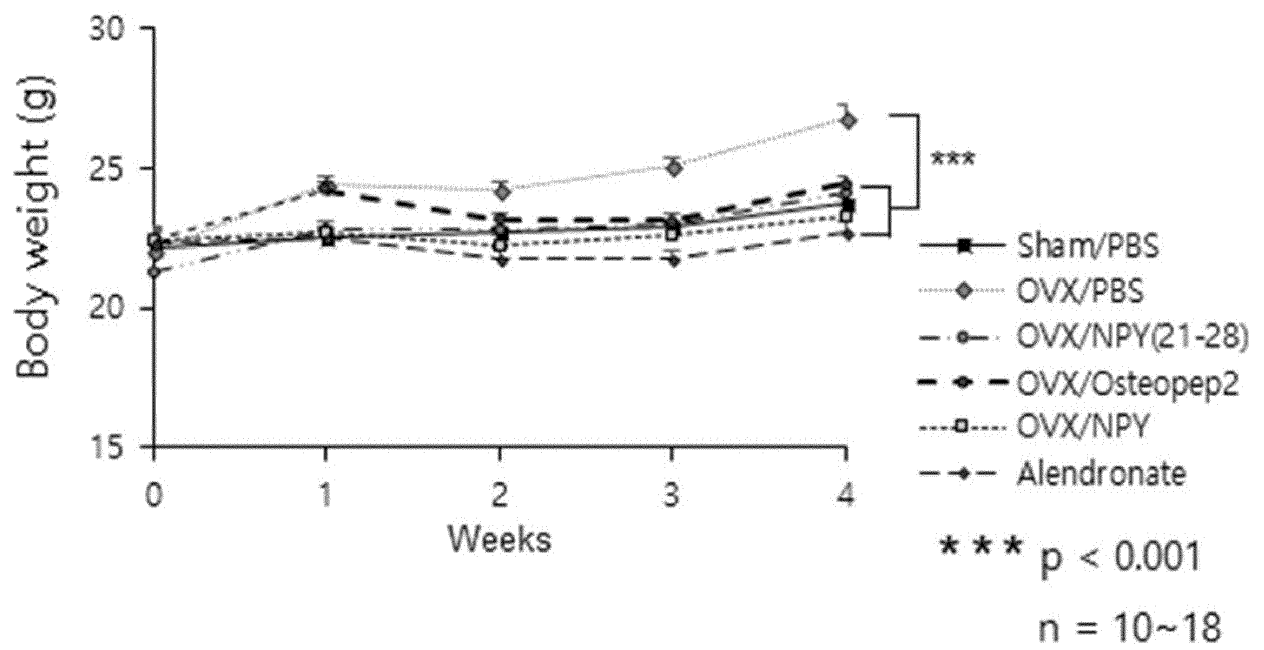 30
25
20
15
Body weight (g)
0 1 2 3 4
Weeks
***
Sham/PBS
OVX/PBS
OVX/NPY(21-28)
OVX/Osteopep2
OVX/NPY
Alendronate
*** p < 0.001
n = 10~18